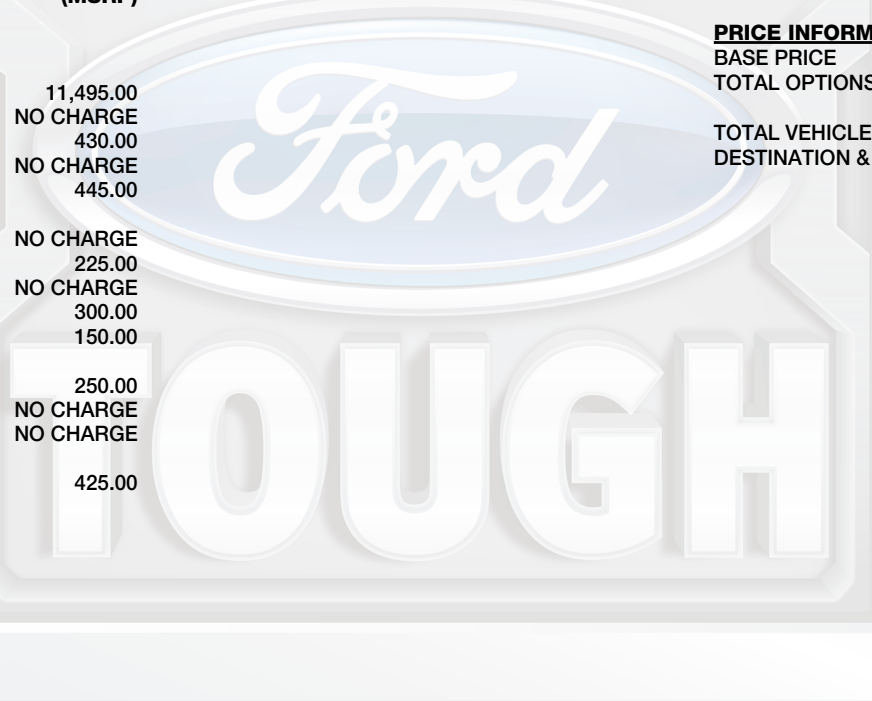 (MSRP)
11,495.00
NO CHARGE
430.00
NO CHARGE
445.00
NO CHARGE
225.00
NO CHARGE
300.00
150.00
250.00
NO CHARGE
NO CHARGE
425.00
PRICE INFORM
BASE PRICE
TOTAL OPTIONS
TOTAL VEHICLE
DESTINATION &
Ford
TOUGH